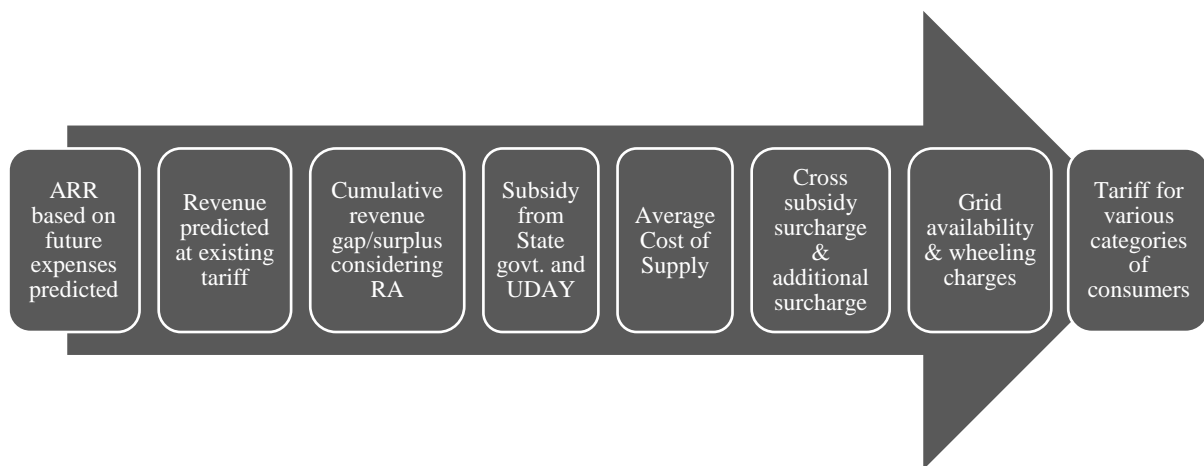 ARR
based on
future
expenses
predicted
Revenue
predicted
at existing
tariff
Cumulative
revenue
gap/surplus
considering
RA
Subsidy
from
State
govt. and
UDAY
Average
Cost of
Supply
Cross
subsidy
surcharge
&
additional
surcharge
Grid
availability
& wheeling
charges
Tariff for
various
categories
of
consumers